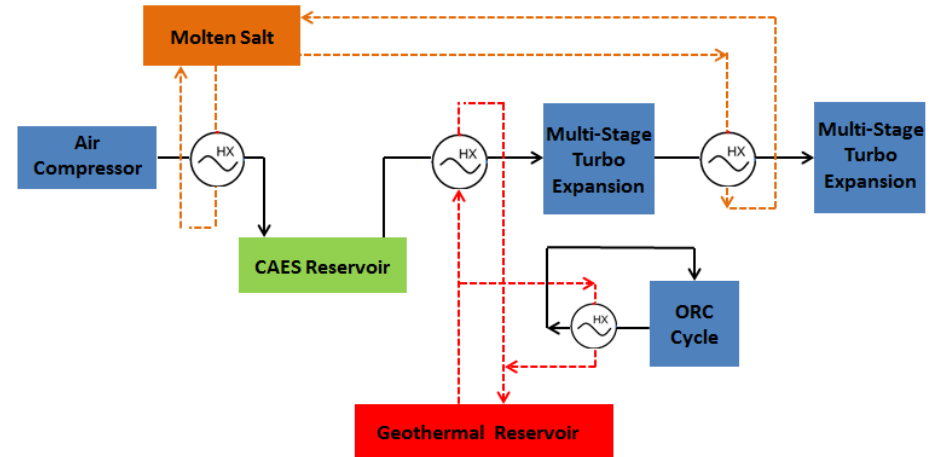 Molten Salt
Air
Compressor
HX
HX
Multi-Stage
Turbo
Expansion
HX
Multi-Stage
Turbo
Expansion
CAES Reservoir
HX
ORC
Cycle
Geothermal Reservoir